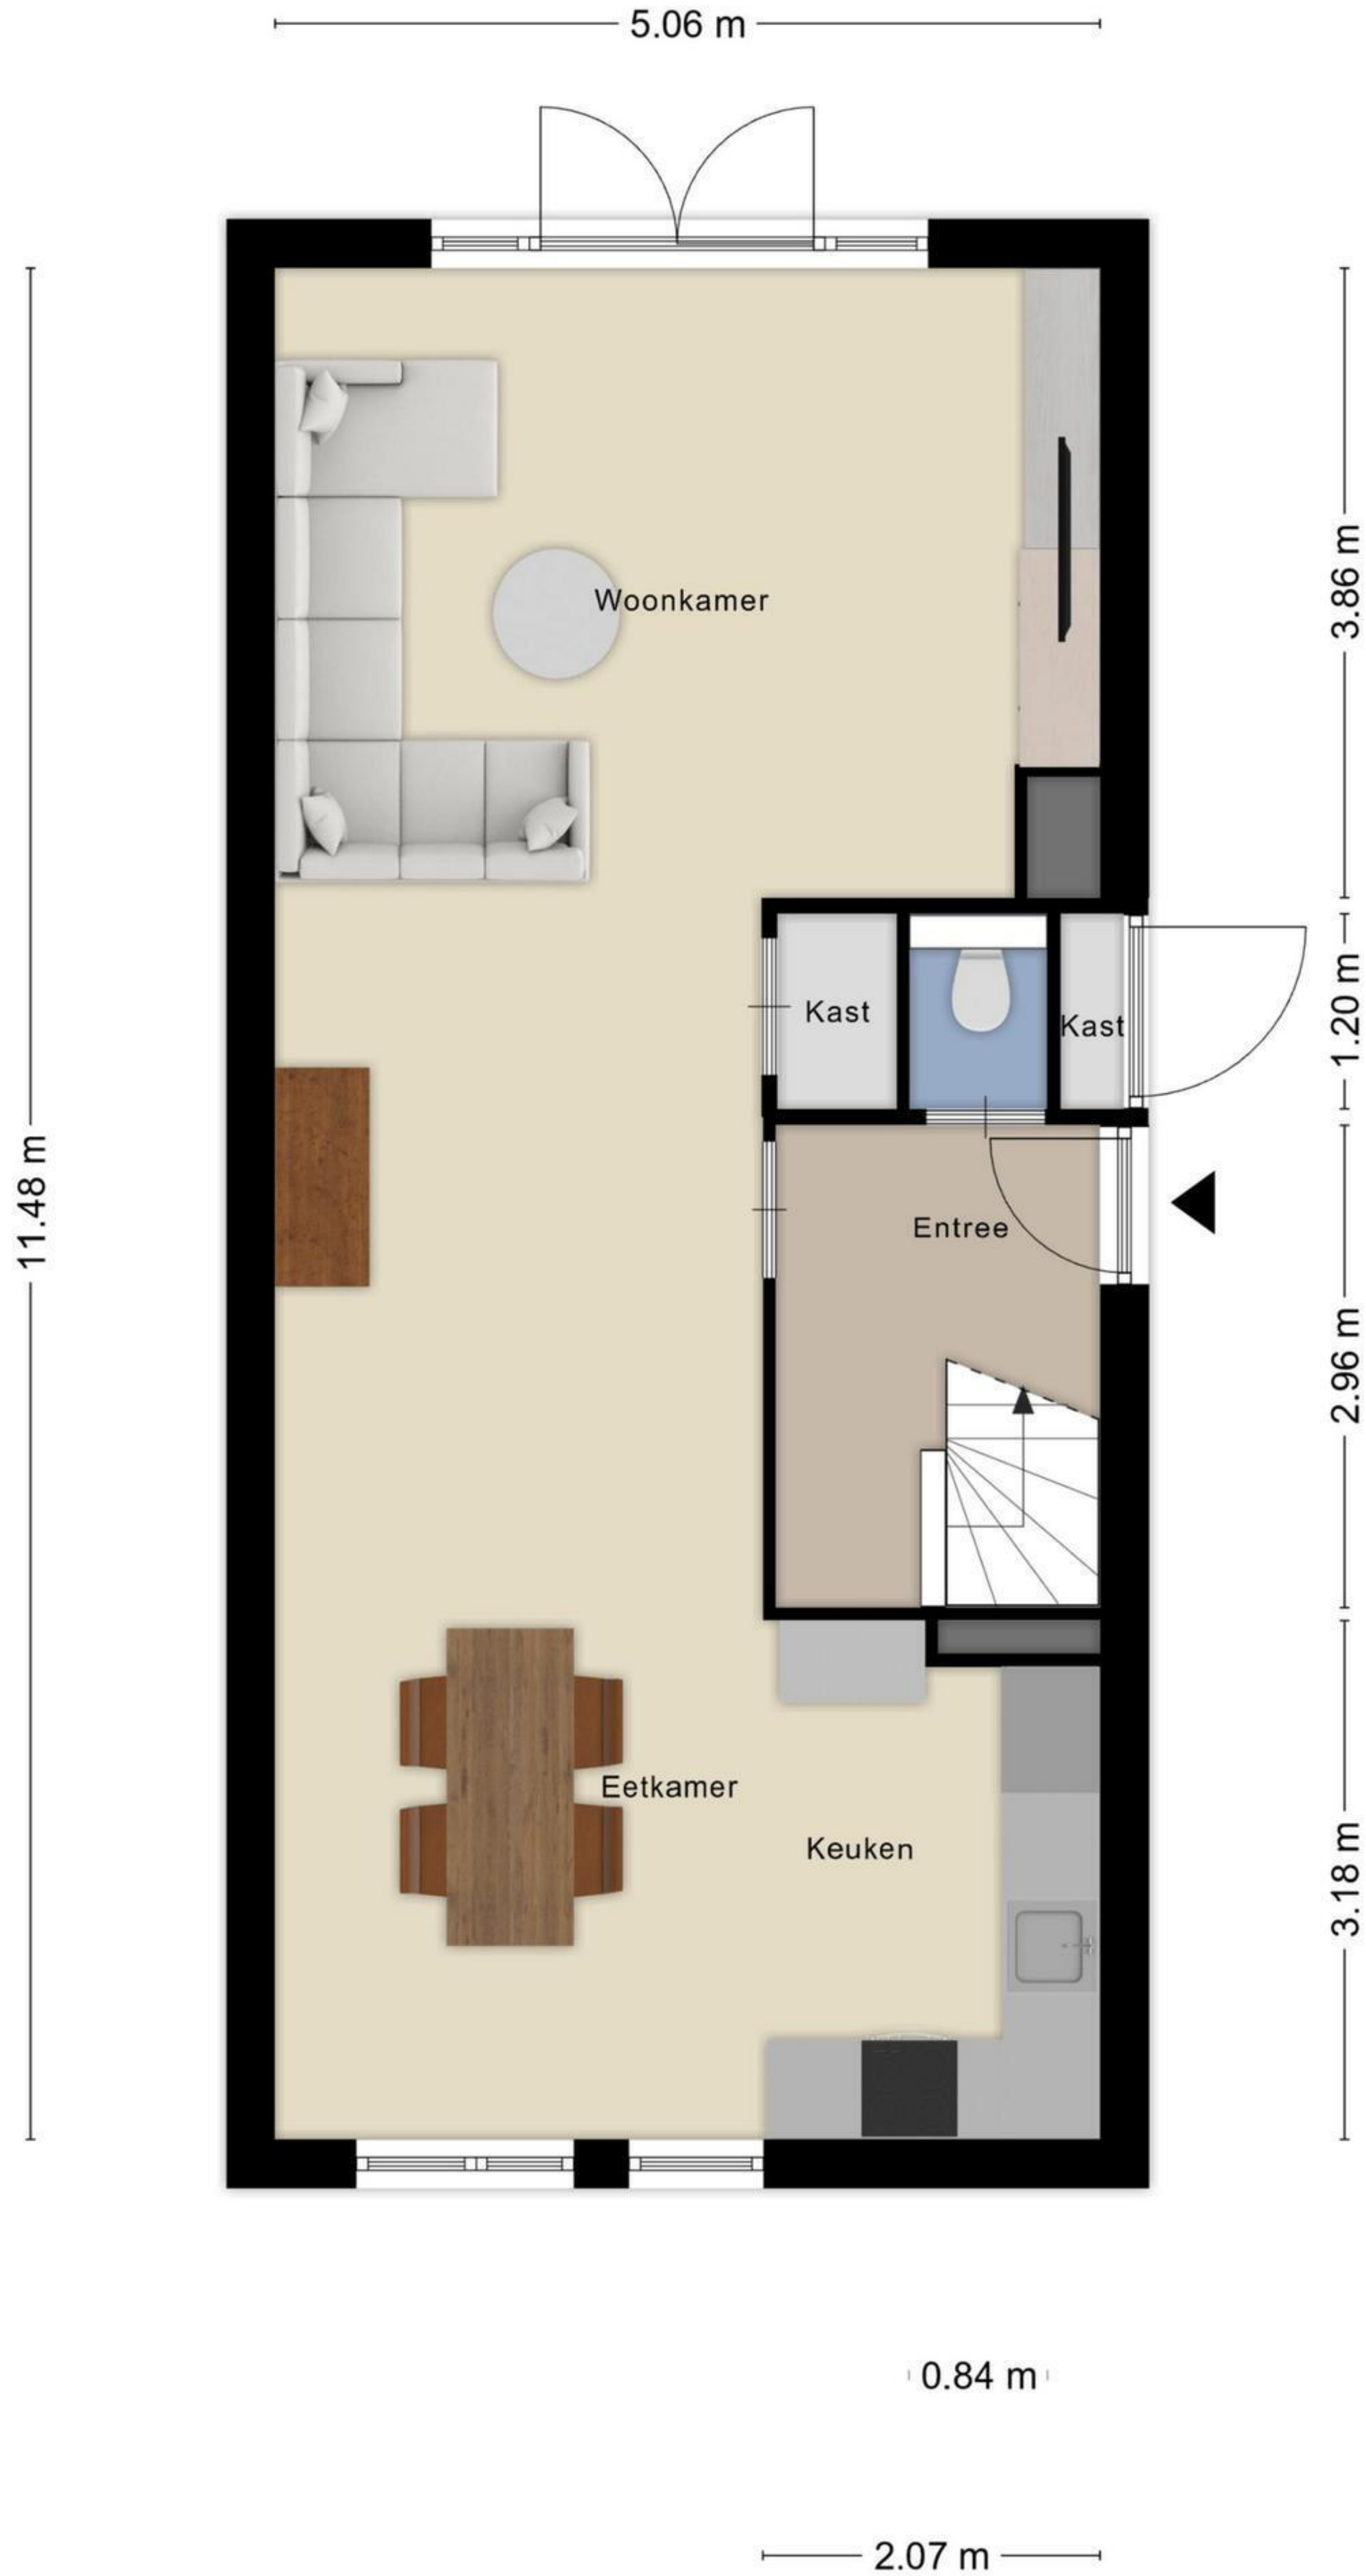 5.06 m
3.86 m
Woonkamer
1.20 m
Kast
Kast
11.48 m
Entree
2.96 m
Eetkamer
Keuken
3.18 m
0.84 m
2.07 m